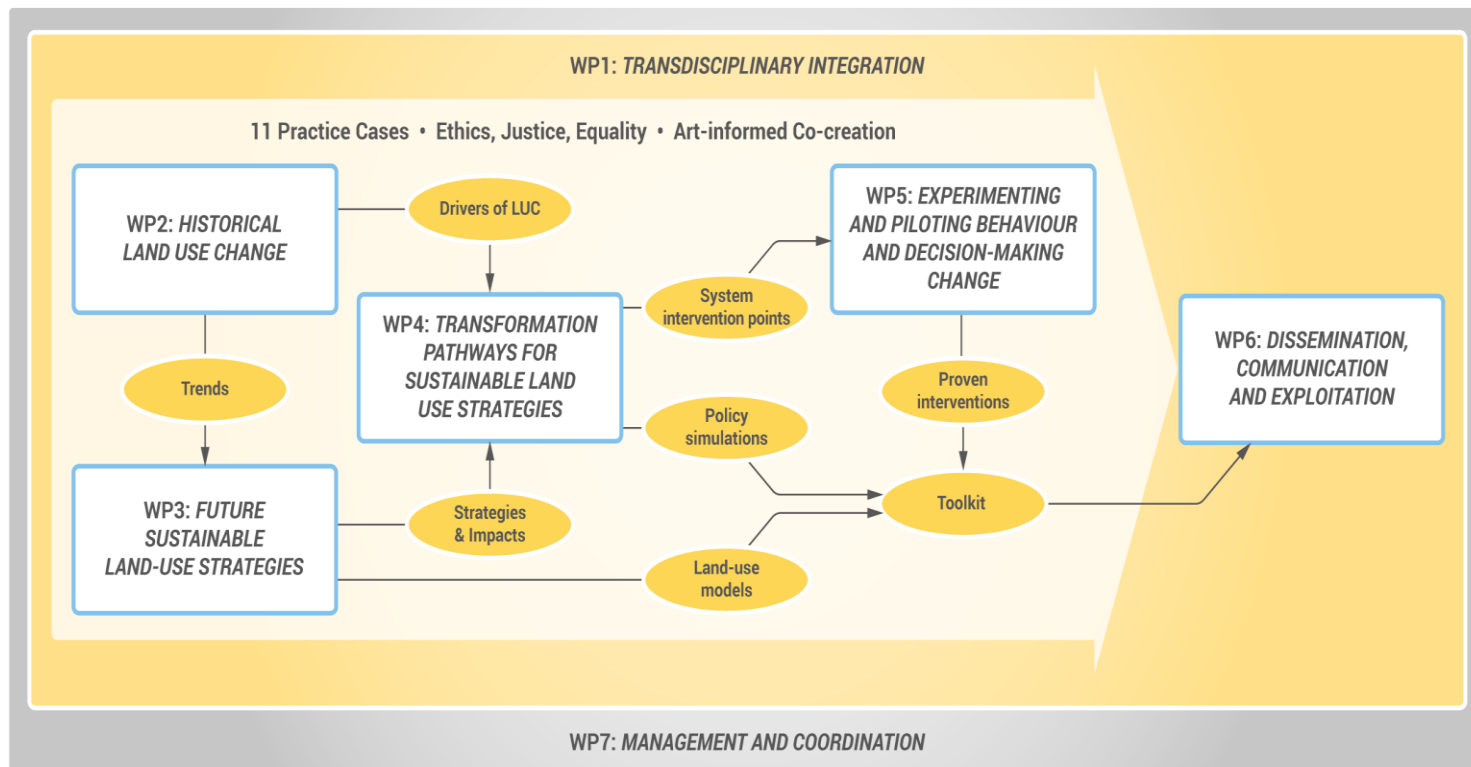 WP1: TRANSDISCIPLINARY INTEGRATION
11 Practice Cases • Ethics, Justice, Equality • Art-informed Co-creation
WP2: HISTORICAL
LAND USE CHANGE
Drivers of LUC
WP5: EXPERIMENTING
AND PILOTING BEHAVIOUR
AND DECISION-MAKING
CHANGE
System
intervention points
WP4: TRANSFORMATION
PATHWAYS FOR
SUSTAINABLE LAND
USE STRATEGIES
WP6: DISSEMINATION,
COMMUNICATION
AND EXPLOITATION
Trends
Proven
interventions
Policy
simulations
WP3: FUTURE
SUSTAINABLE
LAND-USE STRATEGIES
Strategies
& Impacts
Toolkit
Land-use
models
WP7: MANAGEMENT AND COORDINATION